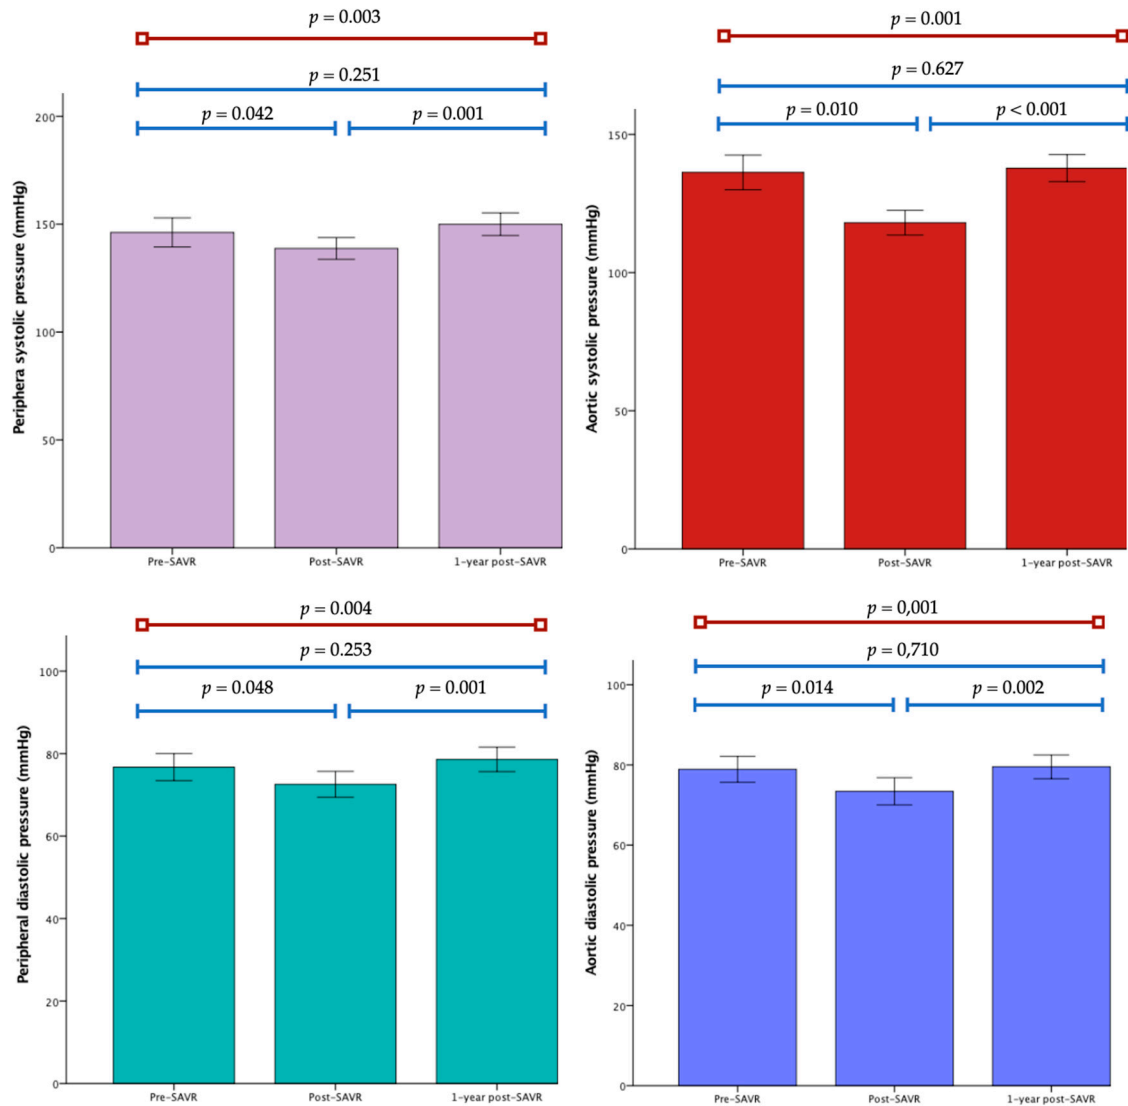 p = 0.003
p = 0.251
p = 0.042
p = 0.001
200
150
100
50
0
Periphera systolic pressure (mmHg)
Pre-SAVR
Post-SAVR
1-year post-SAVR
p = 0.001
p = 0.627
p = 0.010
p < 0.001
150
100
50
0
Aortic systolic pressure (mmHg)
Pre-SAVR
Post-SAVR
1-year post-SAVR
p = 0.004
p = 0.253
p = 0.048
p = 0.001
100
80
60
40
20
0
Peripheral diastolic pressure (mmHg)
Pre-SAVR
Post-SAVR
1-year post-SAVR
p = 0,001
p = 0,710
p = 0.014
p = 0.002
100
80
60
40
20
0
Aortic diastolic pressure (mmHg)
Pre-SAVR
Post-SAVR
1-year post-SAVR